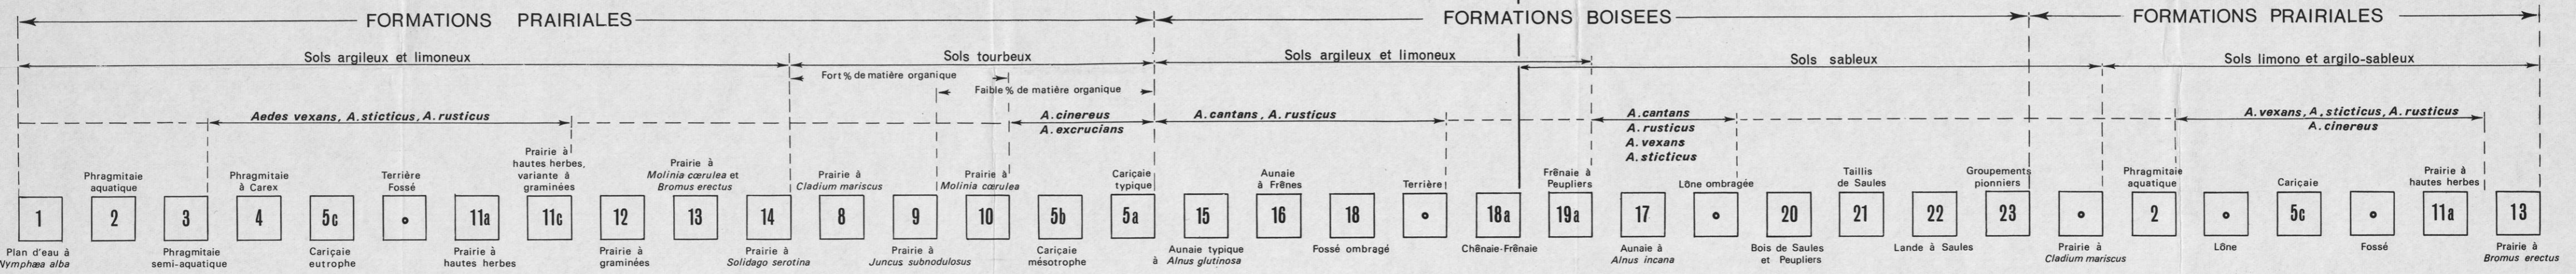 FORMATIONS PRAIRIALES
FORMATIONS BOISEES
FORMATIONS PRAIRIALES
Sols argileux et limoneux
Sols tourbeux
Sols argileux et limoneux
Sols sableux
Sols limono et argilo-sableux
Fort % de matière organique
Faible % de matière organique
Aedes vexans, A. sticticus, A. rusticus
A. cinereus
A. excrucians
A. cantans, A. rusticus
A. cantans
A. rusticus
A. vexans
A. sticticus
A. vexans, A. sticticus, A. rusticus
A. cinereus
Phragmitaie
aquatique
Phragmitaie
à Carex
Terrière
Fossé
Prairie à
hautes herbes,
variante à
graminées
Prairie à
Molinia cœrulea et
Bromus erectus
Prairie à
Cladium mariscus
Prairie à
Molinia cœrulea
Cariçaie
typique
Aunaie
à Frênes
Terrière
Frênaie à
Peupliers
Lône ombragée
Taillis
de Saules
Groupements
pionniers
Phragmitaie
aquatique
Cariçaie
Prairie à
hautes herbes
1 2 3 4 5c o 11a 11c 12 13 14 8 9 10 5b 5a 15 16 18 o 18a 19a 17 o 20 21 22 23 o 2 o 5c o 11a 13
Plan d'eau à
Nymphæa alba
Phragmitaie
semi-aquatique
Cariçaie
eutrophe
Prairie à
hautes herbes
Prairie à
graminées
Prairie à
Solidago serotina
Prairie à
Juncus subnodulosus
Cariçaie
mésotrophe
Aunaie typique
à Alnus glutinosa
Fossé ombragé
Chênaie-Frênaie
Aunaie à
Alnus incana
Bois de Saules
et Peupliers
Lande à Saules
Prairie à
Cladium mariscus
Lône
Fossé
Prairie à
Bromus erectus